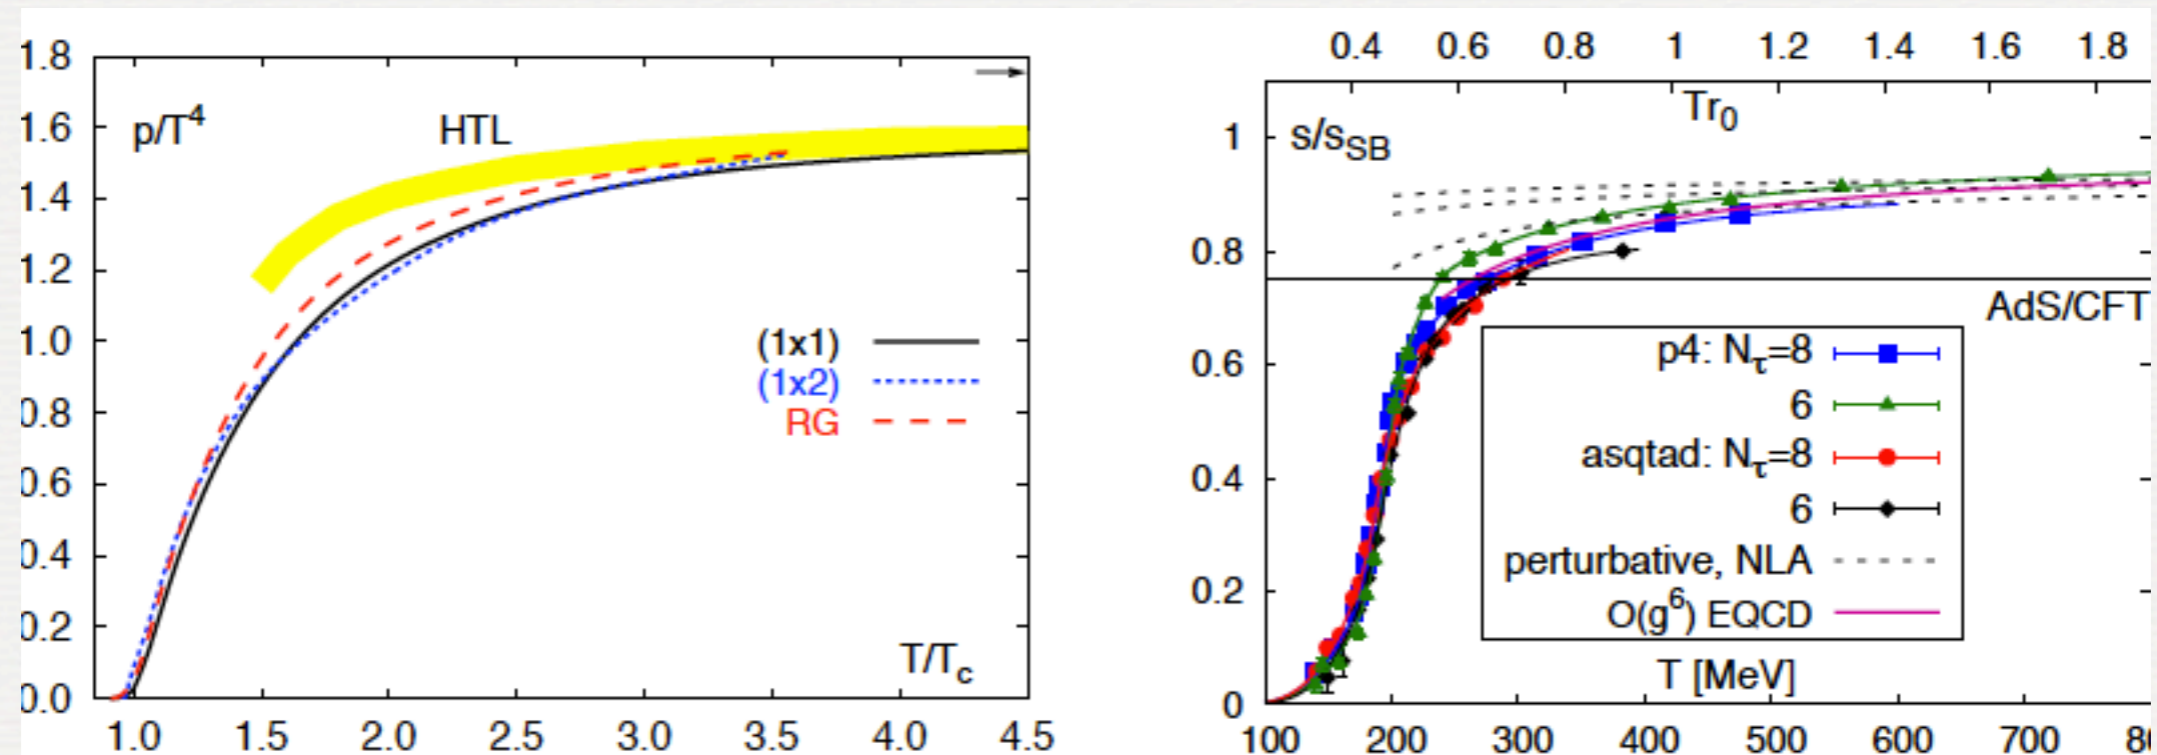 1.8
1.6
1.4
1.2
1.0
0.8
0.6
0.4
0.2
0.0
p/T⁴
HTL
(1x1)
(1x2)
RG
T/Tc
1.0 1.5 2.0 2.5 3.0 3.5 4.0 4.5
0.4 0.6 0.8 1 1.2 1.4 1.6 1.8
Tr₀
s/sSB
1
0.8
0.6
0.4
0.2
0
AdS/CFT
p4: Nτ=8
6
asqtad: Nτ=8
6
perturbative, NLA
O(g⁶) EQCD
T [MeV]
100 200 300 400 500 600 700